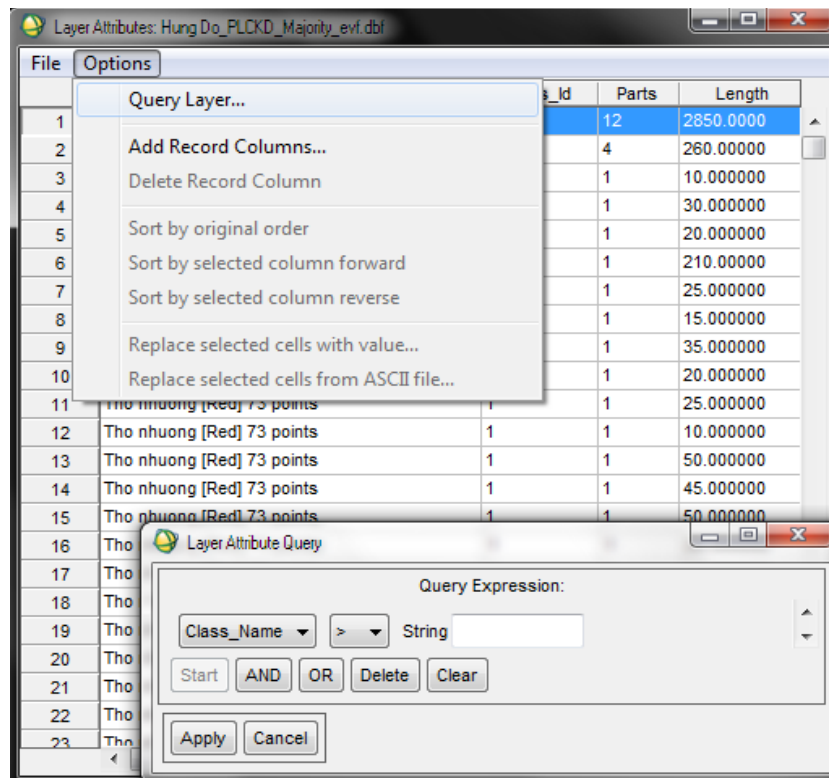 Layer Attributes: Hung Do_PLCKD_Majority_evf.dbf
File Options
s_Id Parts Length
Query Layer...
Add Record Columns...
Delete Record Column
Sort by original order
Sort by selected column forward
Sort by selected column reverse
Replace selected cells with value...
Replace selected cells from ASCII file...
1 12 2850.0000
2 4 260.00000
3 1 10.000000
4 1 30.000000
5 1 20.000000
6 1 210.00000
7 1 25.000000
8 1 15.000000
9 1 35.000000
10 1 20.000000
11 Tho nhuong [Red] 73 points 1 1 25.000000
12 Tho nhuong [Red] 73 points 1 1 10.000000
13 Tho nhuong [Red] 73 points 1 1 50.000000
14 Tho nhuong [Red] 73 points 1 1 45.000000
15 Tho nhuong [Red] 73 points 1 1 50.000000
16 Tho
17 Tho
18 Tho
19 Tho
20 Tho
21 Tho
22 Tho
23 Tho
Layer Attribute Query
Query Expression:
Class_Name > String
Start AND OR Delete Clear
Apply Cancel